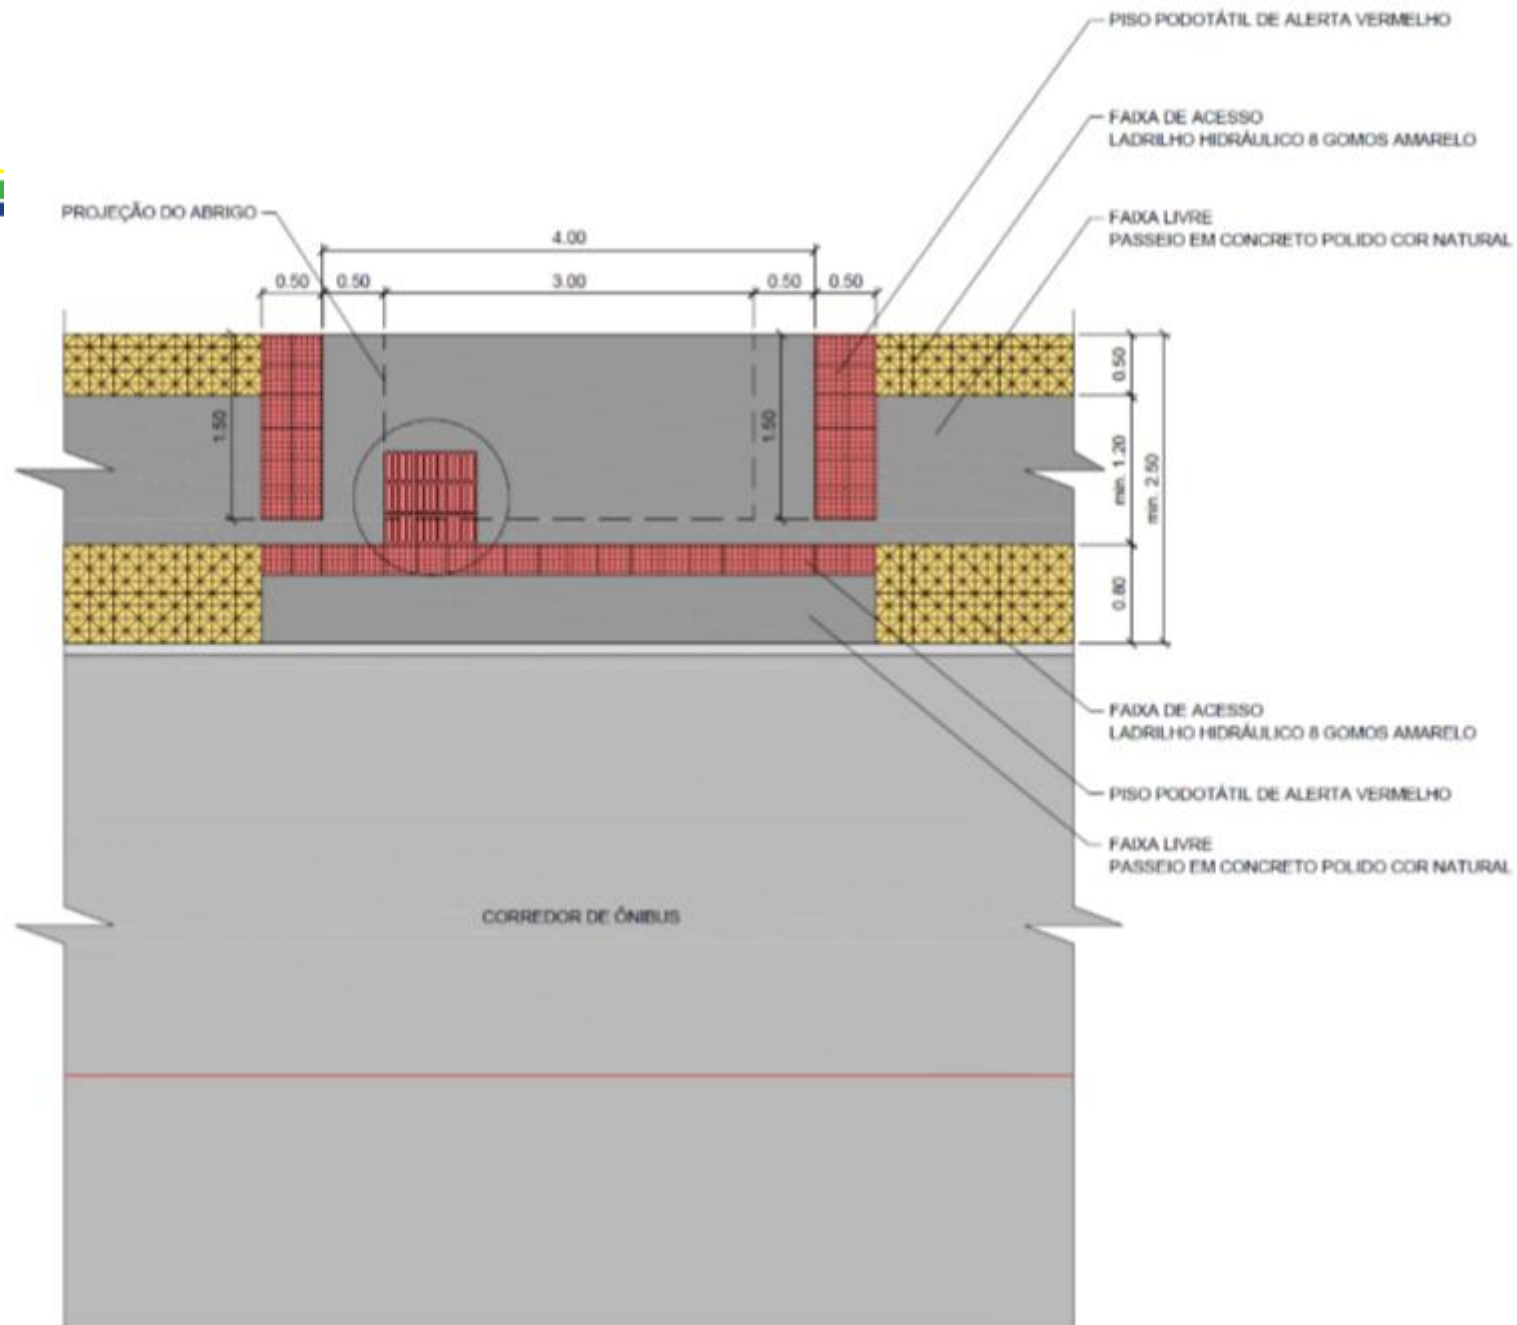 PISO PODOTÁTIL DE ALERTA VERMELHO
FAIXA DE ACESSO
LADRILHO HIDRÁULICO 8 GOMOS AMARELO
PROJEÇÃO DO ABRIGO
FAIXA LIVRE
PASSEIO EM CONCRETO POLIDO COR NATURAL
4.00
0.50
0.50
3.00
0.50
0.50
1.50
1.50
0.50
min. 1.20
min. 2.50
0.80
FAIXA DE ACESSO
LADRILHO HIDRÁULICO 8 GOMOS AMARELO
PISO PODOTÁTIL DE ALERTA VERMELHO
FAIXA LIVRE
PASSEIO EM CONCRETO POLIDO COR NATURAL
CORREDOR DE ÔNIBUS